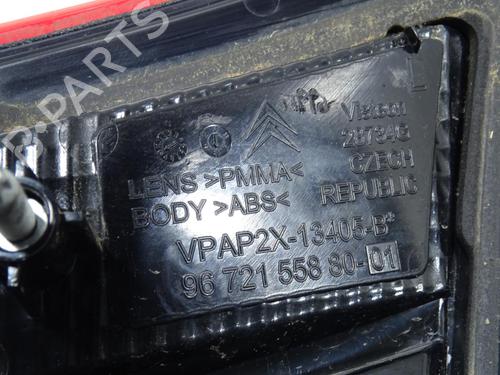 L
Visteon
287346
CZECH
REPUBLIC
LENS >PMMA<
BODY >ABS<
VPAP2X-13405-B*
96 721 558 80-01
B-PARTS